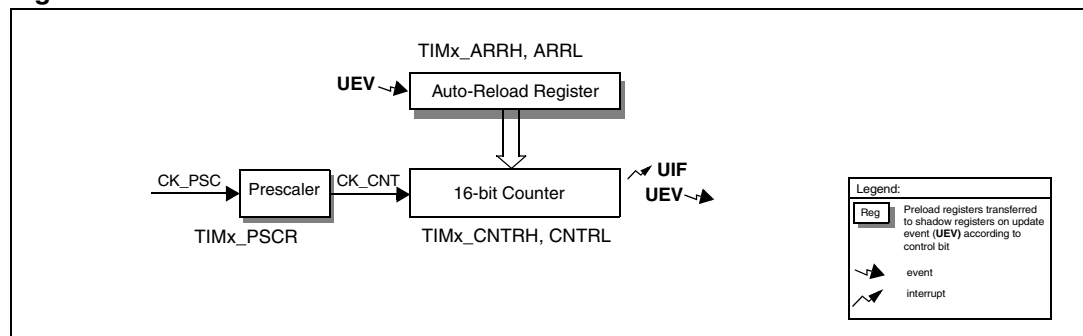 TIMx_ARRH, ARRL
UEV
Auto-Reload Register
CK_PSC
Prescaler
CK_CNT
16-bit Counter
UIF
UEV
TIMx_PSCR
TIMx_CNTRH, CNTRL
Legend:
Reg
Preload registers transferred
to shadow registers on update
event (UEV) according to
control bit
event
interrupt